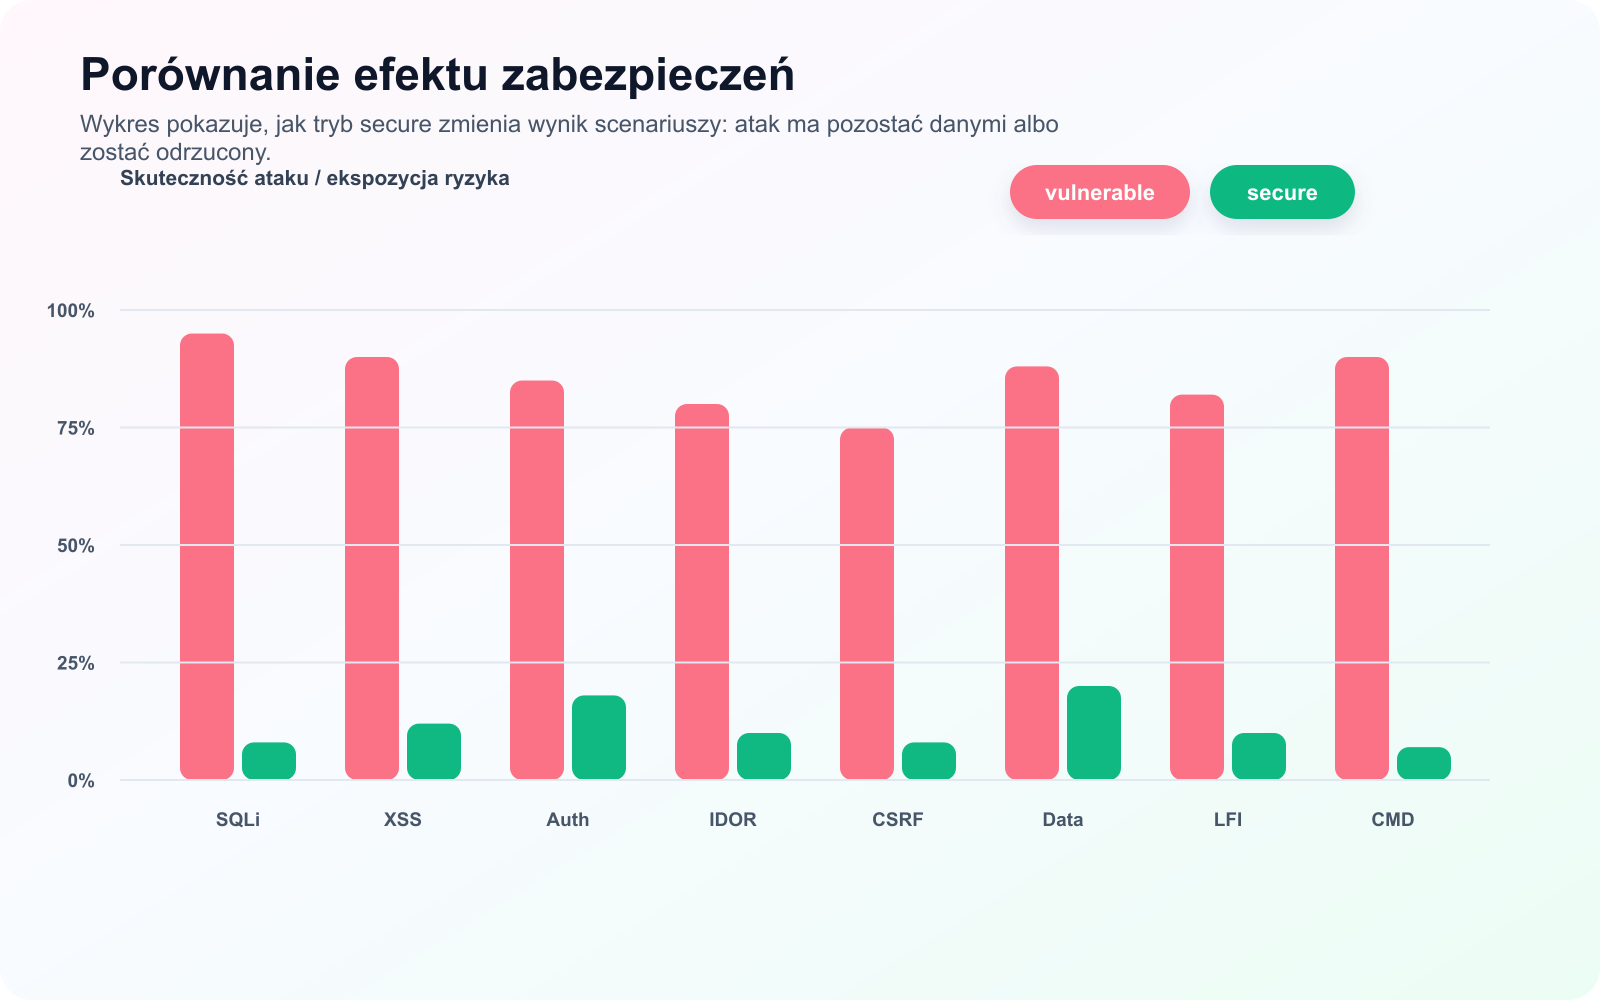 Porównanie efektu zabezpieczeń
Wykres pokazuje, jak tryb secure zmienia wynik scenariuszy: atak ma pozostać danymi albo
zostać odrzucony.
Skuteczność ataku / ekspozycja ryzyka
vulnerable
secure
100%
75%
50%
25%
0%
SQLi
XSS
Auth
IDOR
CSRF
Data
LFI
CMD